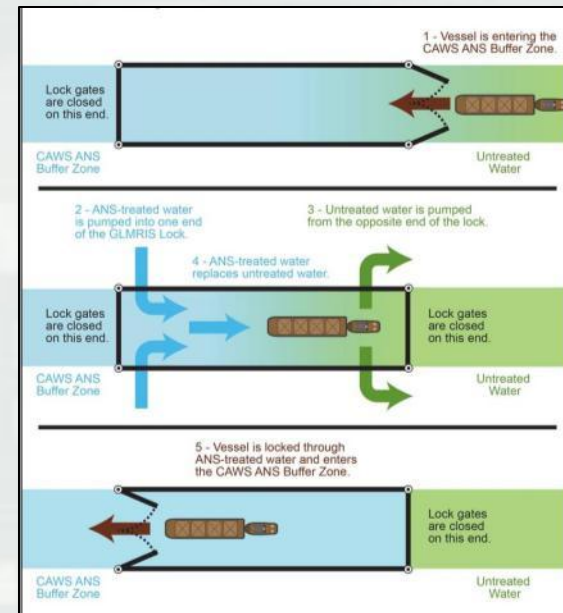 1 - Vessel is entering the
CAWS ANS Buffer Zone.
Lock gates
are closed
on this end.
CAWS ANS
Buffer Zone
Untreated
Water
2 - ANS-treated water
is pumped into one end
of the GLMRIS Lock.
3 - Untreated water is pumped
from the opposite end of the lock.
4 - ANS-treated water
replaces untreated water.
Lock gates
are closed
on this end.
Lock gates
are closed
on this end.
CAWS ANS
Buffer Zone
Untreated
Water
5 - Vessel is locked through
ANS-treated water and enters
the CAWS ANS Buffer Zone.
Lock gates
are closed
on this end.
CAWS ANS
Buffer Zone
Untreated
Water